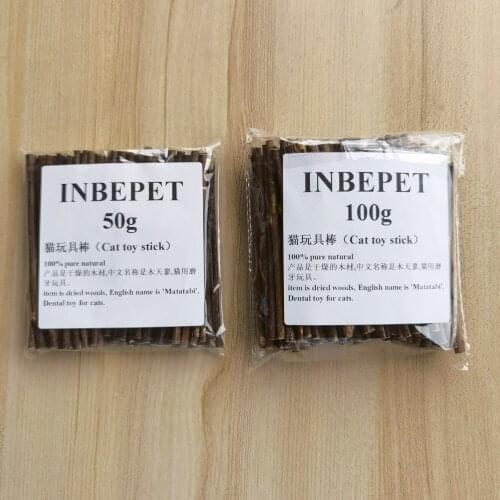 INBEPET
50g
猫玩具棒（Cat toy stick）
100% pure natural
产品是干燥的木材,中文名称是木天蓼,猫用磨
牙玩具。
item is dried woods, English name is 'Matatabi'.
Dental toy for cats.
INBEPET
100g
猫玩具棒（Cat toy stick）
100% pure natural
产品是干燥的木材,中文名称是木天蓼,猫用磨
牙玩具。
item is dried woods, English name is 'Matatabi'.
Dental toy for cats.